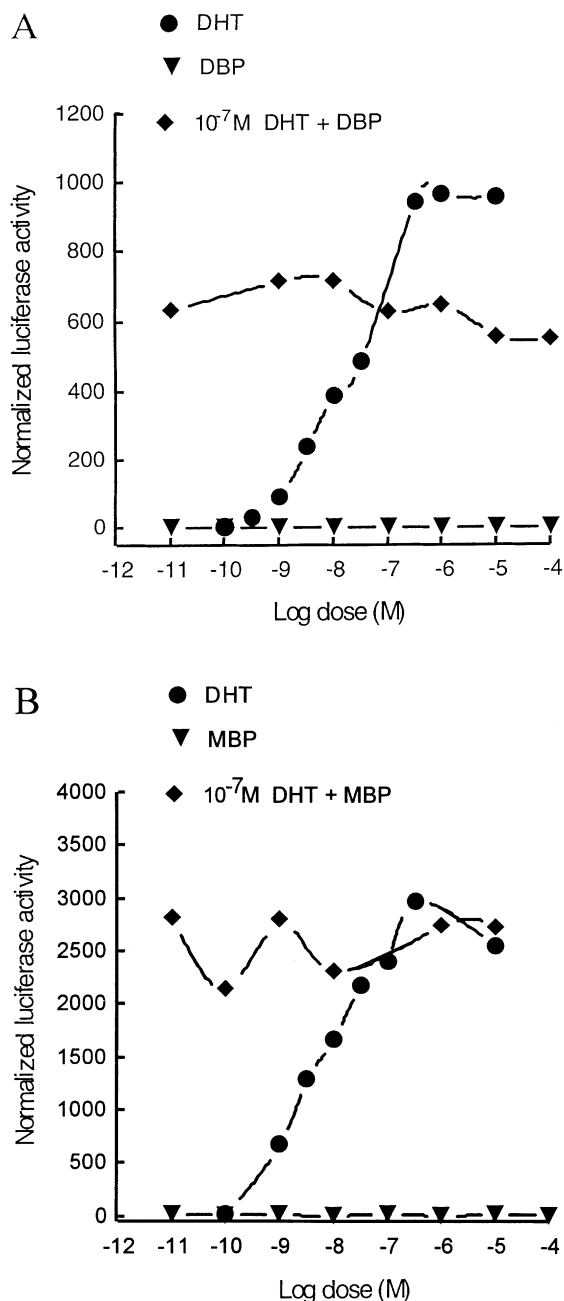 A
DHT
DBP
10⁻⁷M DHT + DBP
1200
1000
800
600
400
200
0
Normalized luciferase activity
-12 -11 -10 -9 -8 -7 -6 -5 -4
Log dose (M)
B
DHT
MBP
10⁻⁷M DHT + MBP
4000
3500
3000
2500
2000
1500
1000
500
0
Normalized luciferase activity
-12 -11 -10 -9 -8 -7 -6 -5 -4
Log dose (M)